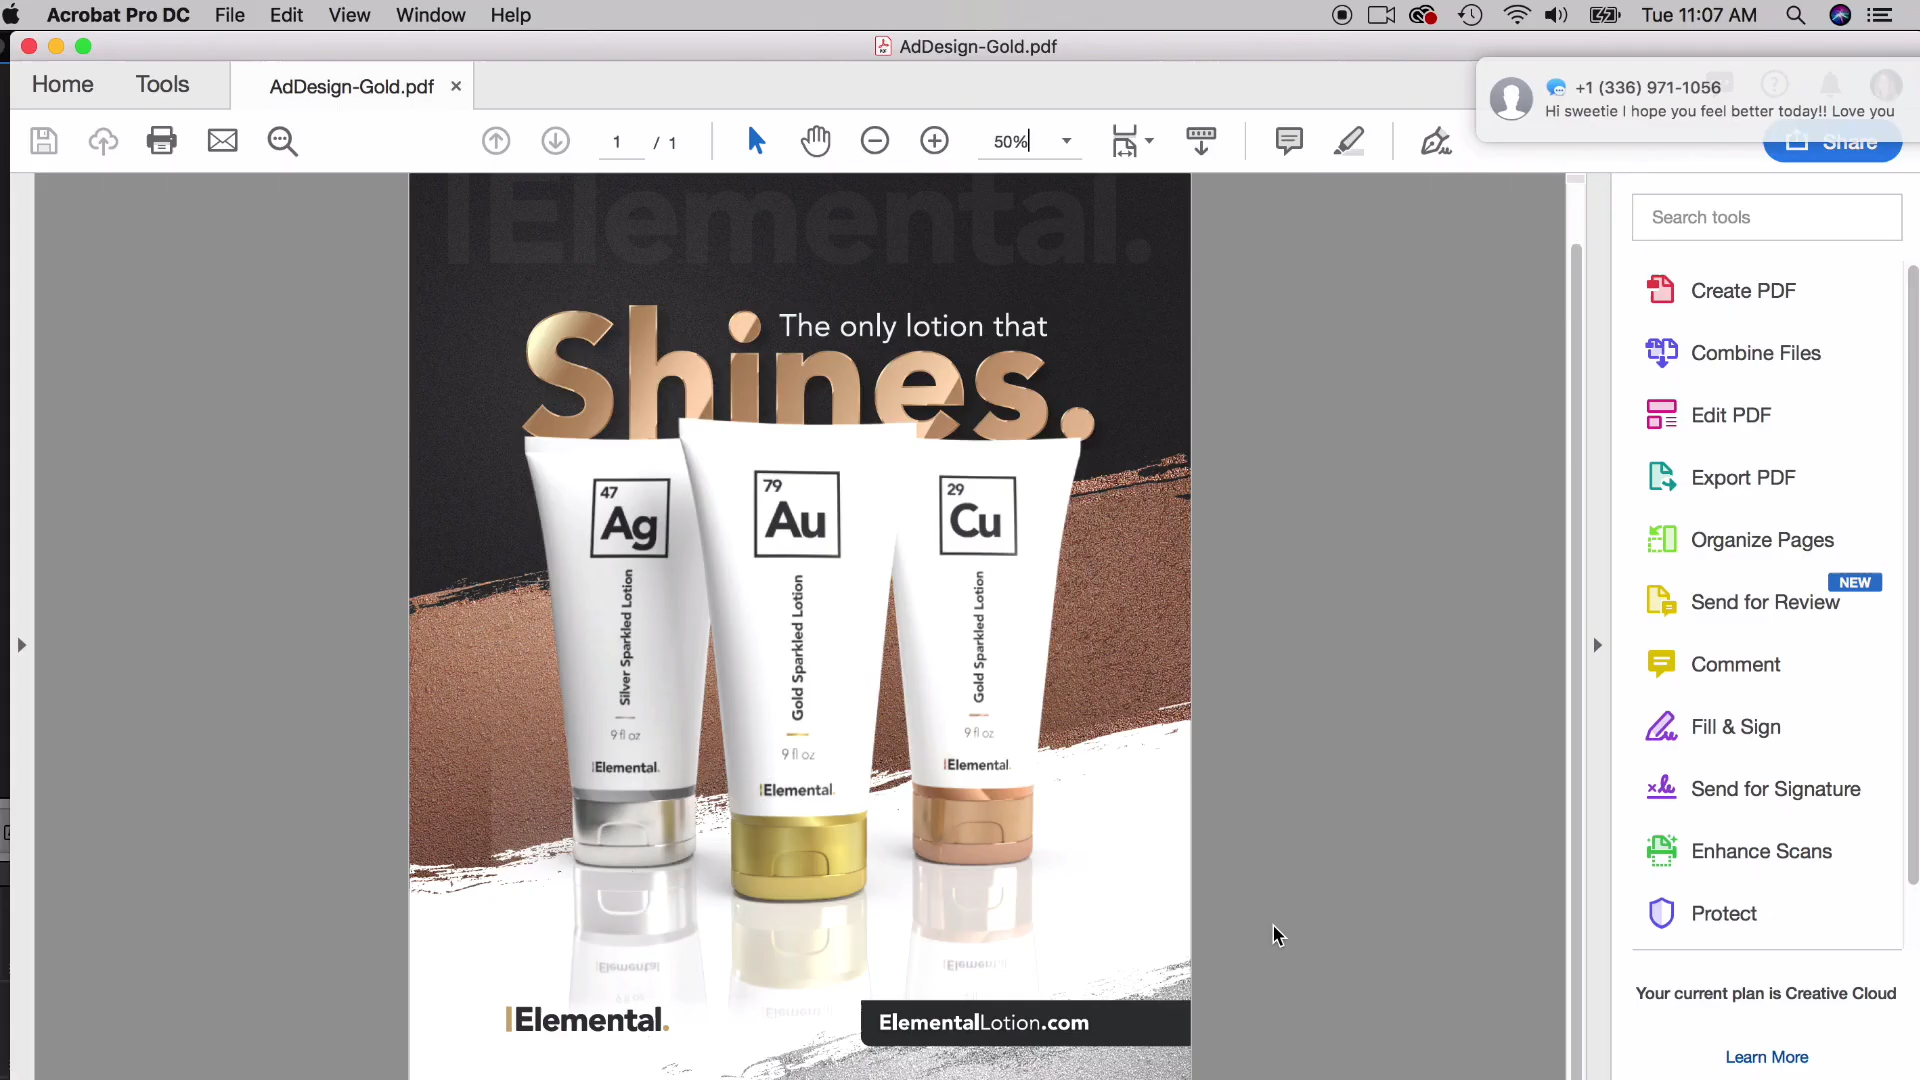 Acrobat Pro DC File Edit View Window Help Tue 11:07 AM
AdDesign-Gold.pdf
Home Tools AdDesign-Gold.pdf ×
+1 (336) 971-1056
Hi sweetie I hope you feel better today!! Love you
1 / 1 50% Share
Elemental.
The only lotion that
Shines.
47
Ag
Silver Sparkled Lotion
9 fl oz
Elemental.
79
Au
Gold Sparkled Lotion
9 fl oz
Elemental.
29
Cu
Gold Sparkled Lotion
9 fl oz
Elemental.
Elemental.
ElementalLotion.com
Search tools
Create PDF
Combine Files
Edit PDF
Export PDF
Organize Pages
NEW
Send for Review
Comment
Fill & Sign
Send for Signature
Enhance Scans
Protect
Your current plan is Creative Cloud
Learn More